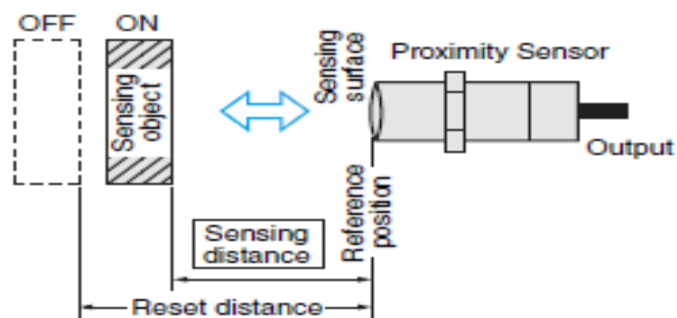 OFF
ON
Sensing
object
Sensing
surface
Proximity Sensor
Output
Reference
position
Sensing
distance
Reset distance